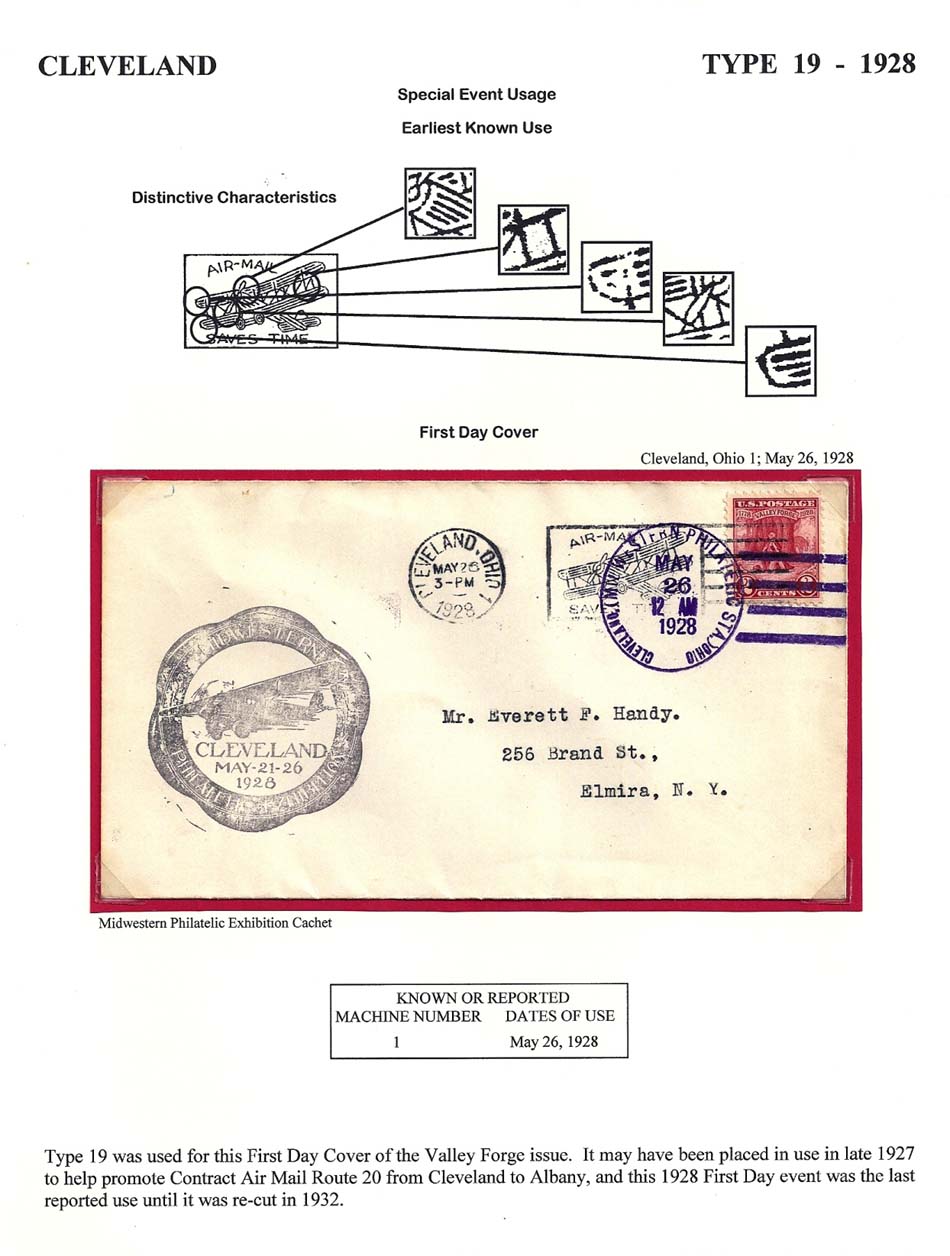 CLEVELAND
TYPE 19 - 1928
Special Event Usage
Earliest Known Use
Distinctive Characteristics
AIR-MAIL
SAVES TIME
First Day Cover
Cleveland, Ohio 1; May 26, 1928
U.S. POSTAGE
1778 VALLEY FORGE 1928
2 CENTS 2
CLEVELAND, OHIO 1
MAY 26
3-PM
1928
AIR-MA
SAV T
CLEVELAND, (MIDWESTERN PHILATELIC STA.) OHIO
MAY
26
12 AM
1928
MIDWESTERN
CLEVELAND
MAY-21-26
1928
PHILATELIC EXHIBITION
Mr. Everett F. Handy.
256 Brand St.,
Elmira, N. Y.
Midwestern Philatelic Exhibition Cachet
KNOWN OR REPORTED
MACHINE NUMBER DATES OF USE
1 May 26, 1928
Type 19 was used for this First Day Cover of the Valley Forge issue. It may have been placed in use in late 1927
to help promote Contract Air Mail Route 20 from Cleveland to Albany, and this 1928 First Day event was the last
reported use until it was re-cut in 1932.